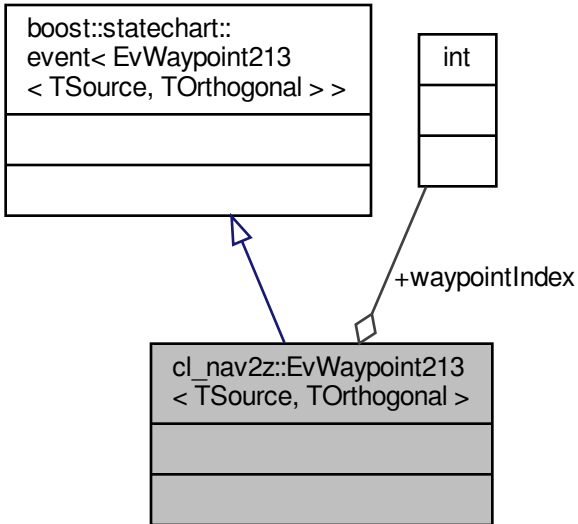 boost::statechart::
event< EvWaypoint213
< TSource, TOrthogonal > >
int
+waypointIndex
cl_nav2z::EvWaypoint213
< TSource, TOrthogonal >